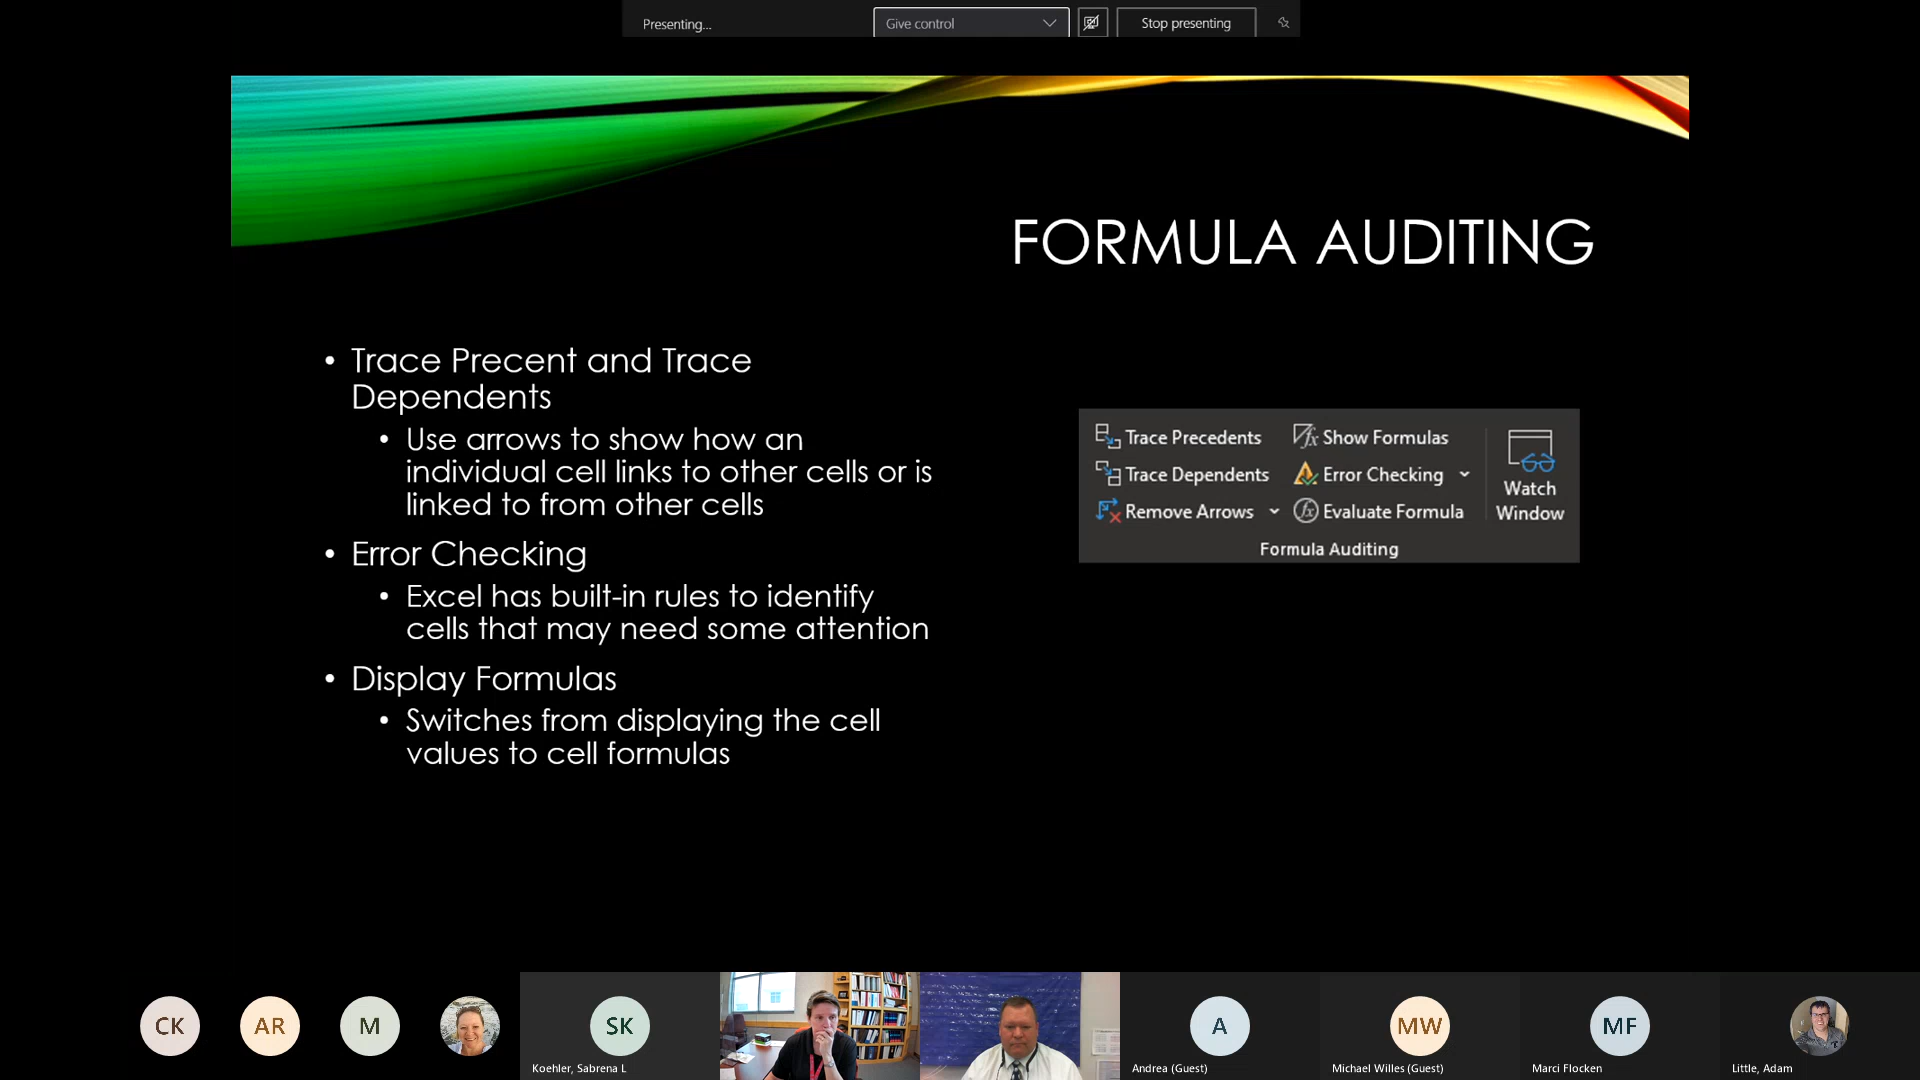 Presenting...
Give control
Stop presenting
FORMULA AUDITING
• Trace Precent and Trace
Dependents
• Use arrows to show how an
individual cell links to other cells or is
linked to from other cells
• Error Checking
• Excel has built-in rules to identify
cells that may need some attention
• Display Formulas
• Switches from displaying the cell
values to cell formulas
Trace Precedents
Trace Dependents
Remove Arrows
Show Formulas
Error Checking
Evaluate Formula
Watch
Window
Formula Auditing
CK
AR
M
SK
Koehler, Sabrena L
A
Andrea (Guest)
MW
Michael Willes (Guest)
MF
Marci Flocken
Little, Adam